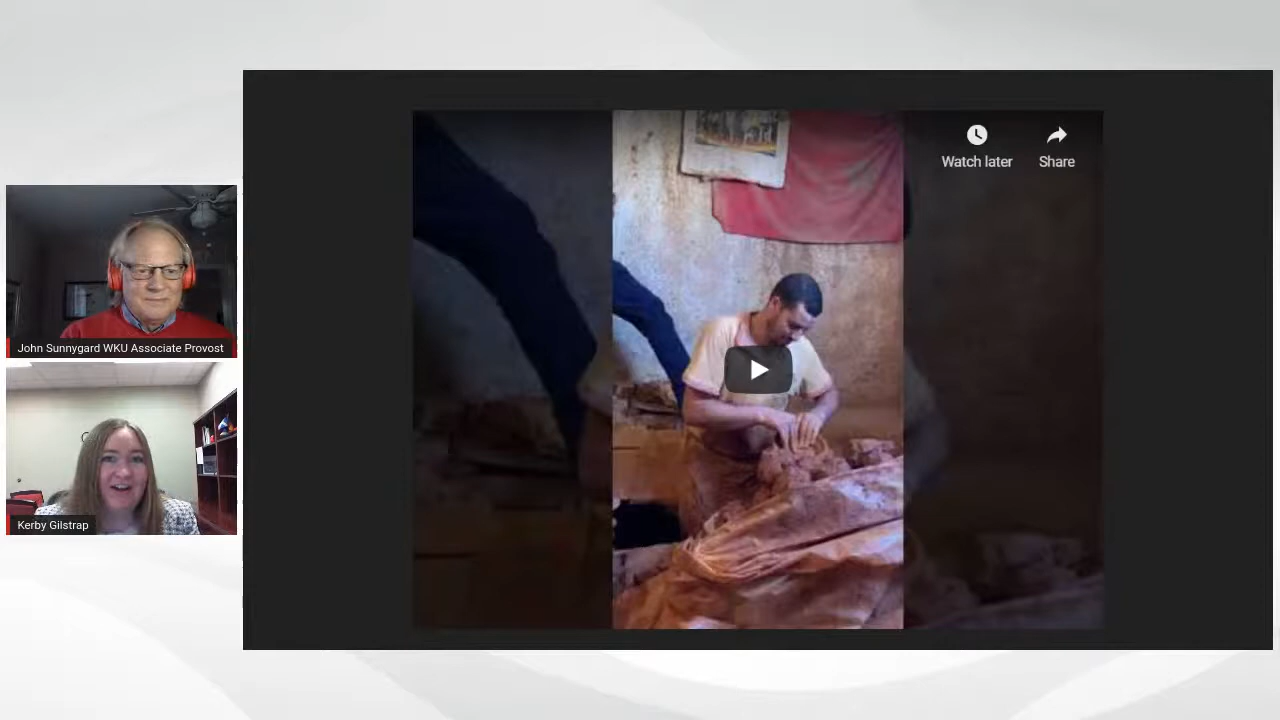 Watch later
Share
John Sunnygard WKU Associate Provost
Kerby Gilstrap